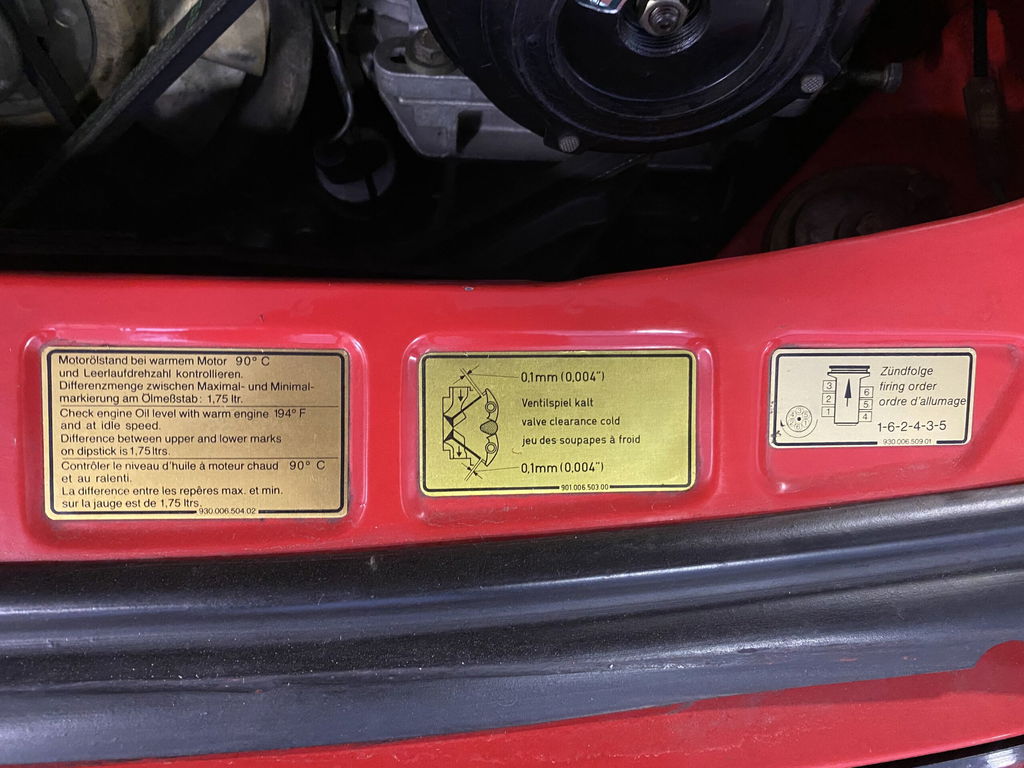 Motorölstand bei warmem Motor 90° C
und Leerlaufdrehzahl kontrollieren.
Differenzmenge zwischen Maximal- und Minimal-
markierung am Ölmeßstab: 1,75 ltr.
Check engine Oil level with warm engine 194° F
and at idle speed.
Difference between upper and lower marks
on dipstick is 1,75 ltrs.
Contrôler le niveau d'huile à moteur chaud 90° C
et au ralenti.
La difference entre les repêres max. et min.
sur la jauge est de 1,75 ltrs.
930.006.504.02
0,1mm (0,004")
Ventilspiel kalt
valve clearance cold
jeu des soupapes à froid
0,1mm (0,004")
901.006.503.00
Zündfolge
firing order
ordre d'allumage
3
2
1
6
5
4
1-6-2-4-3-5
930.006.509.01